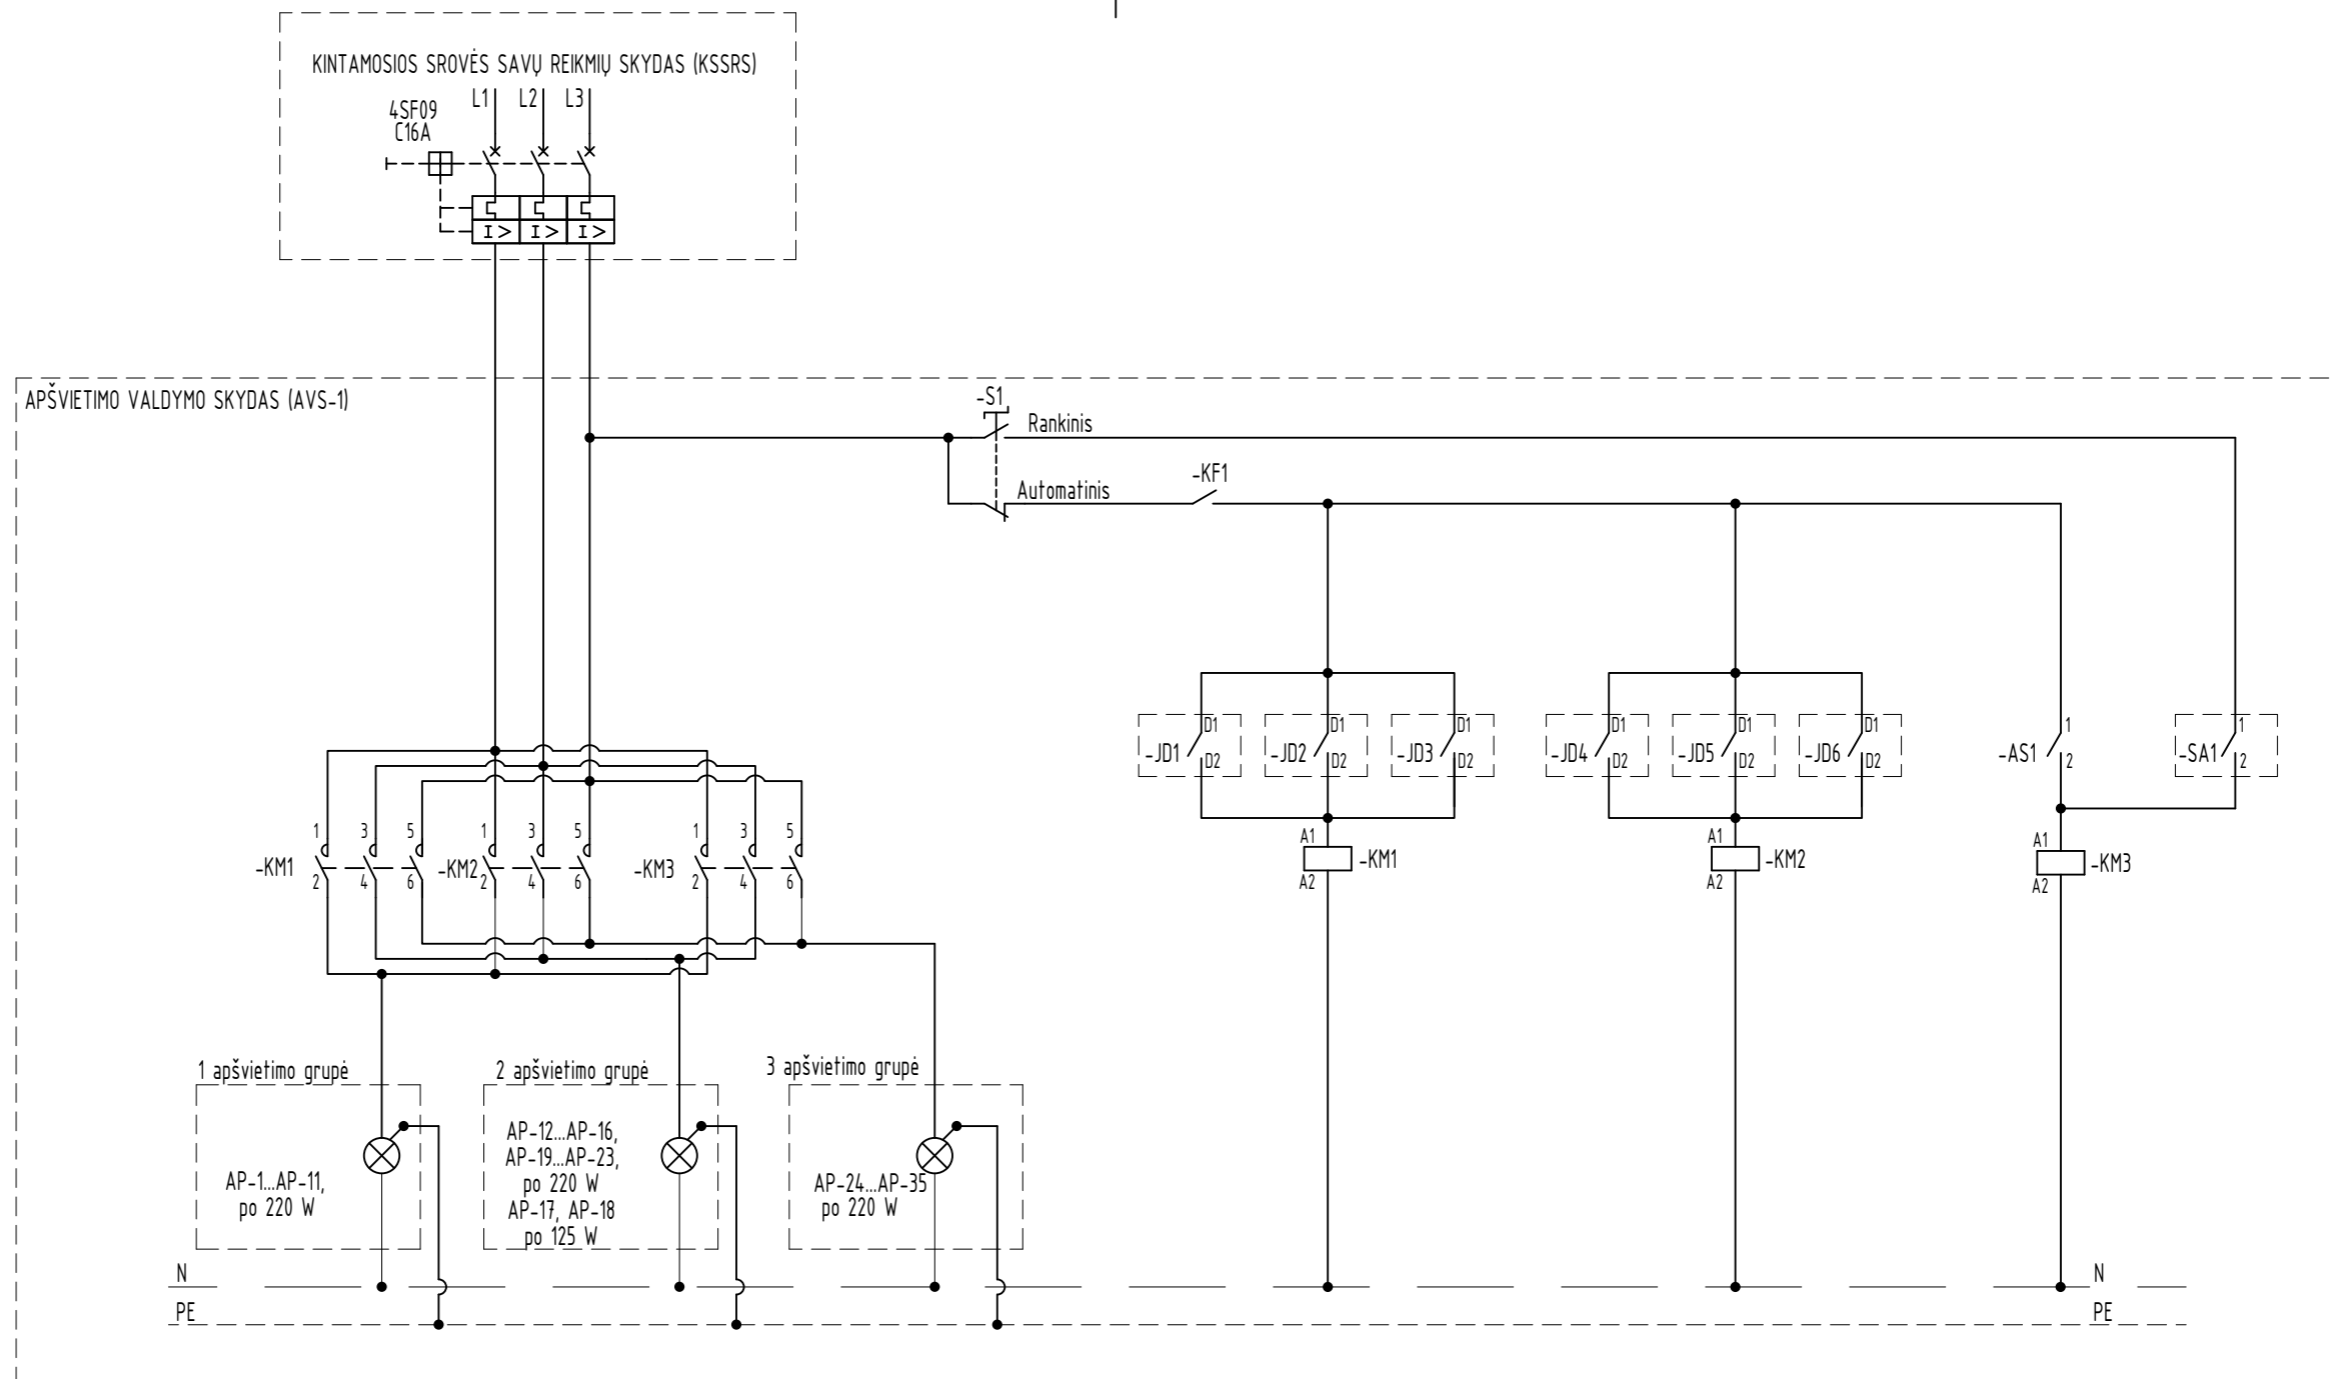 KINTAMOSIOS SROVĖS SAVŲ REIKMIŲ SKYDAS (KSSRS)
L1 L2 L3
4SF09
C16A
I> I> I>
APŠVIETIMO VALDYMO SKYDAS (AVS-1)
-S1
Rankinis
-KF1
Automatinis
D1 D1 D1 D1 D1 D1 1 1
-JD1 -JD2 -JD3 -JD4 -JD5 -JD6 -AS1 -SA1
D2 D2 D2 D2 D2 D2 2 2
1 3 5 1 3 5 1 3 5
-KM1 -KM2 -KM3
2 4 6 2 4 6 2 4 6
A1 A1 A1
-KM1 -KM2 -KM3
A2 A2 A2
1 apšvietimo grupė
AP-1...AP-11,
po 220 W
2 apšvietimo grupė
AP-12...AP-16,
AP-19...AP-23,
po 220 W
AP-17, AP-18
po 125 W
3 apšvietimo grupė
AP-24...AP-35
po 220 W
N N
PE PE